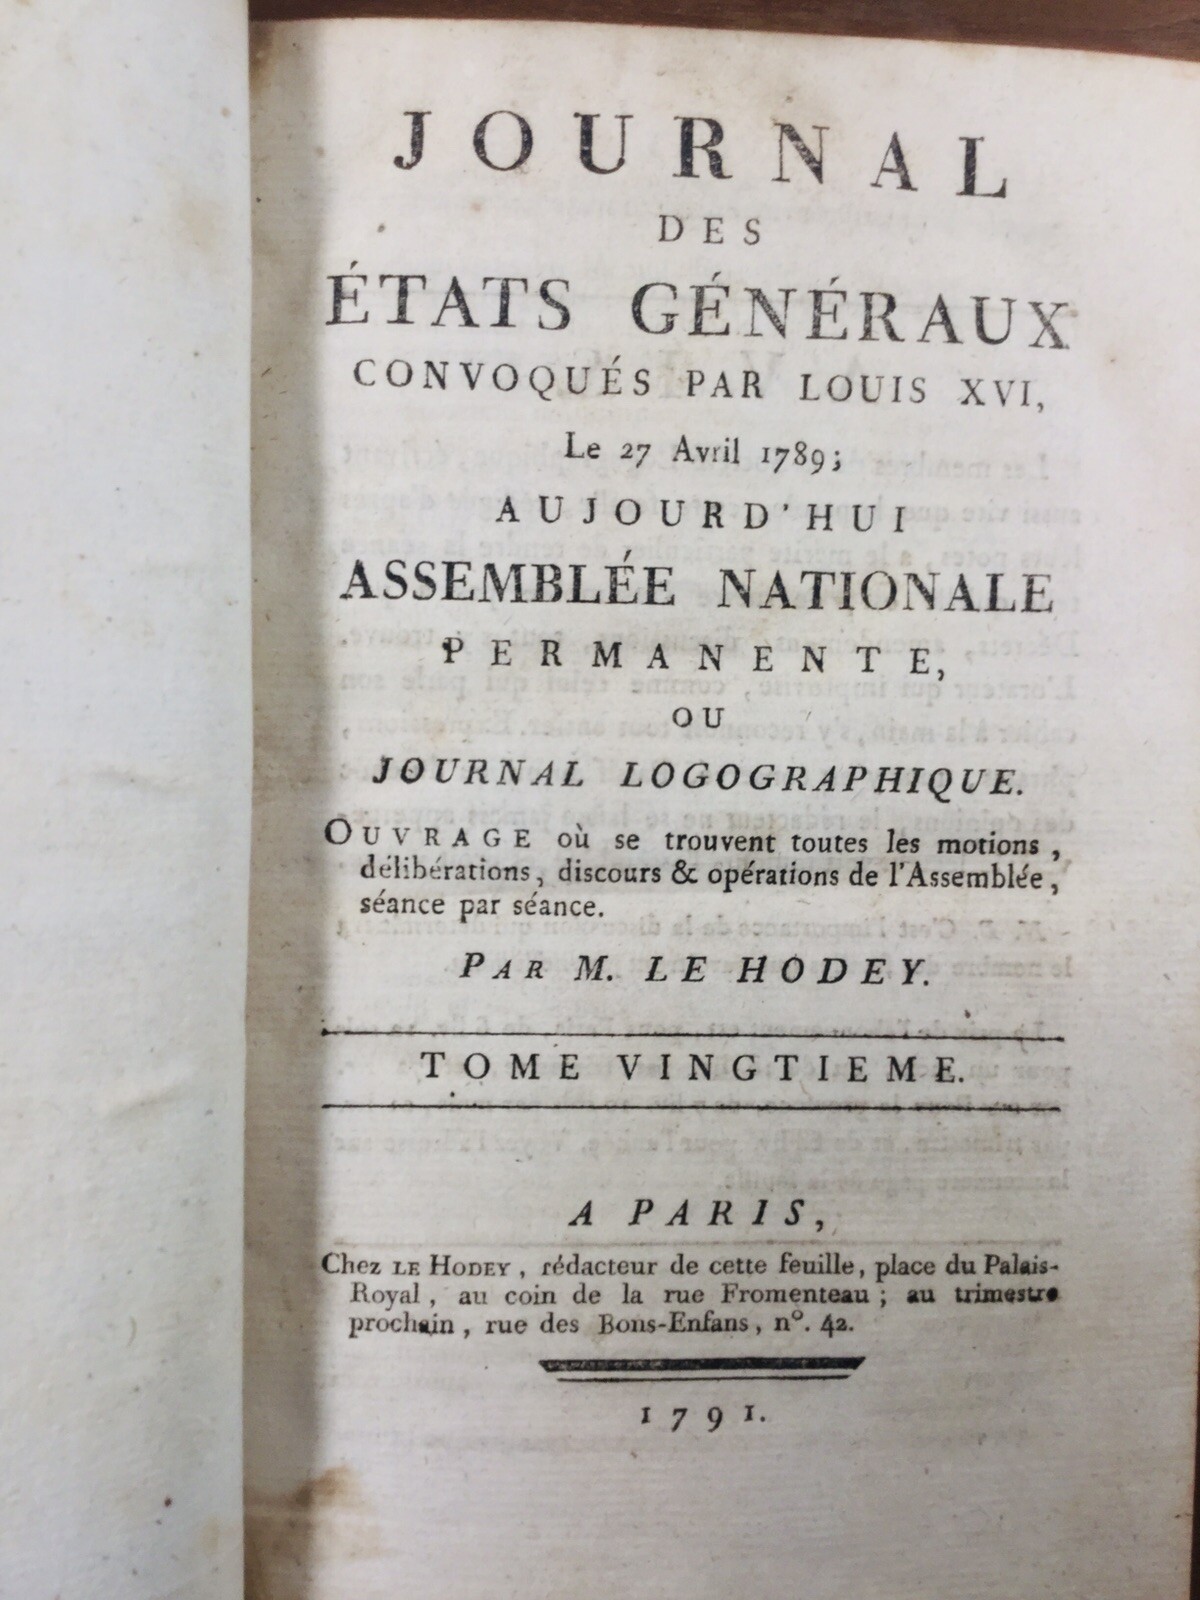 JOURNAL
DES
ÉTATS GÉNÉRAUX
CONVOQUÉS PAR LOUIS XVI,
Le 27 Avril 1789;
AUJOURD'HUI
ASSEMBLÉE NATIONALE
PERMANENTE,
OU
JOURNAL LOGOGRAPHIQUE.
OUVRAGE où se trouvent toutes les motions,
délibérations, discours & opérations de l'Assemblée,
séance par séance.
PAR M. LE HODEY.
TOME VINGTIEME.
A PARIS,
Chez LE HODEY, rédacteur de cette feuille, place du Palais-
Royal, au coin de la rue Fromenteau; au trimestre
prochain, rue des Bons-Enfans, nº. 42.
1791.